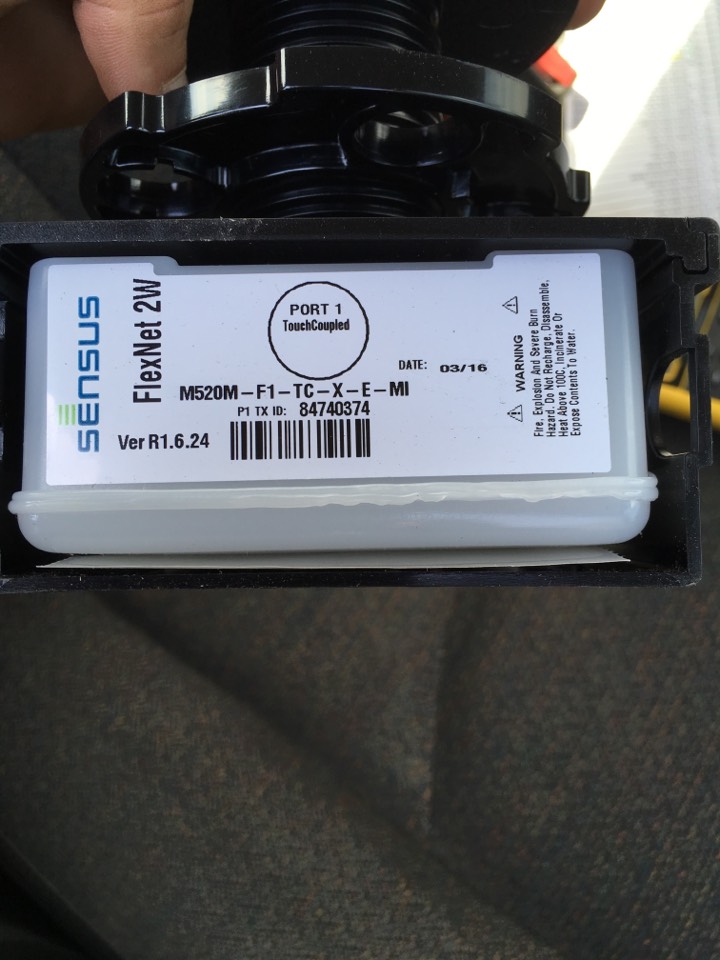 SENSUS
FlexNet 2W
PORT 1
TouchCoupled
DATE: 03/16
M520M-F1-TC-X-E-MI
P1 TX ID: 84740374
Ver R1.6.24
WARNING
Fire, Explosion And Severe Burn
Hazard. Do Not Recharge, Disassemble,
Heat Above 100C, Incinerate Or
Expose Contents To Water.